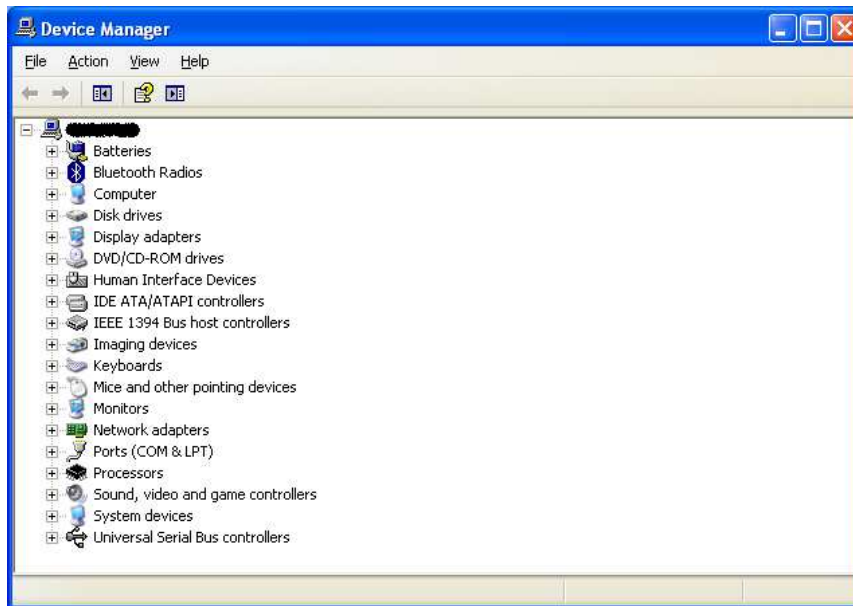 Device Manager
File Action View Help
Batteries
Bluetooth Radios
Computer
Disk drives
Display adapters
DVD/CD-ROM drives
Human Interface Devices
IDE ATA/ATAPI controllers
IEEE 1394 Bus host controllers
Imaging devices
Keyboards
Mice and other pointing devices
Monitors
Network adapters
Ports (COM & LPT)
Processors
Sound, video and game controllers
System devices
Universal Serial Bus controllers